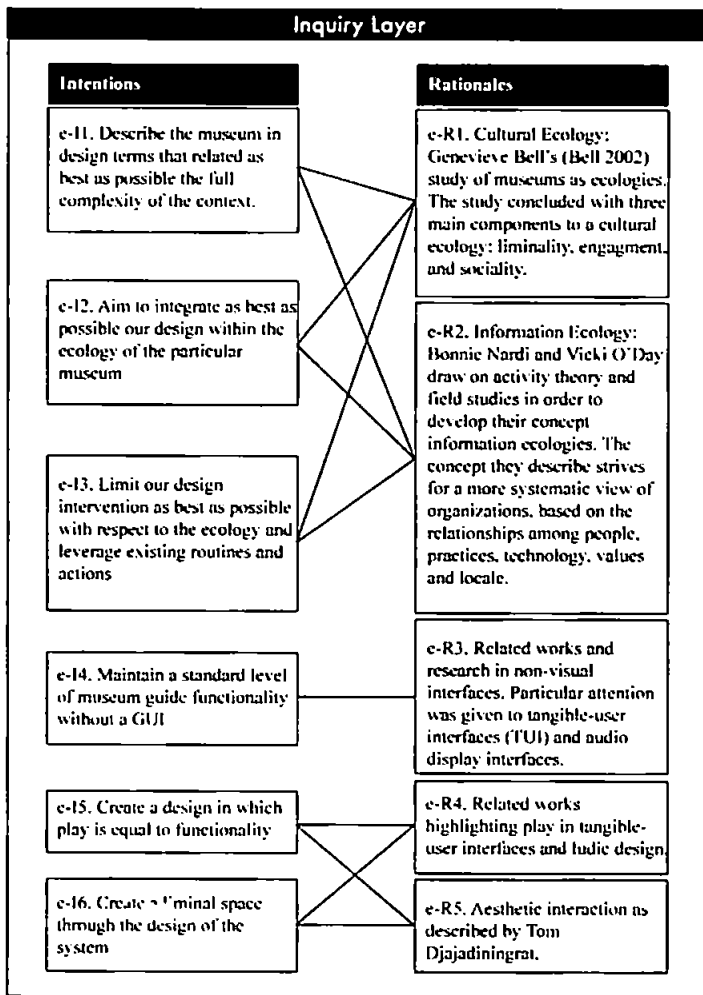 Inquiry Layer
Intentions
e-I1. Describe the museum in
design terms that related as
best as possible the full
complexity of the context.
e-I2. Aim to integrate as best as
possible our design within the
ecology of the particular
museum
e-I3. Limit our design
intervention as best as possible
with respect to the ecology and
leverage existing routines and
actions
e-I4. Maintain a standard level
of museum guide functionality
without a GUI
e-I5. Create a design in which
play is equal to functionality
e-I6. Create a liminal space
through the design of the
system
Rationales
e-R1. Cultural Ecology:
Genevieve Bell's (Bell 2002)
study of museums as ecologies.
The study concluded with three
main components to a cultural
ecology: liminality, engagment,
and sociality.
e-R2. Information Ecology:
Bonnie Nardi and Vicki O'Day
draw on activity theory and
field studies in order to
develop their concept
information ecologies. The
concept they describe strives
for a more systematic view of
organizations, based on the
relationships among people,
practices, technology, values
and locale.
e-R3. Related works and
research in non-visual
interfaces. Particular attention
was given to tangible-user
interfaces (TUI) and audio
display interfaces.
e-R4. Related works
highlighting play in tangible-
user interfaces and ludic design.
e-R5. Aesthetic interaction as
described by Tom
Djajadiningrat.